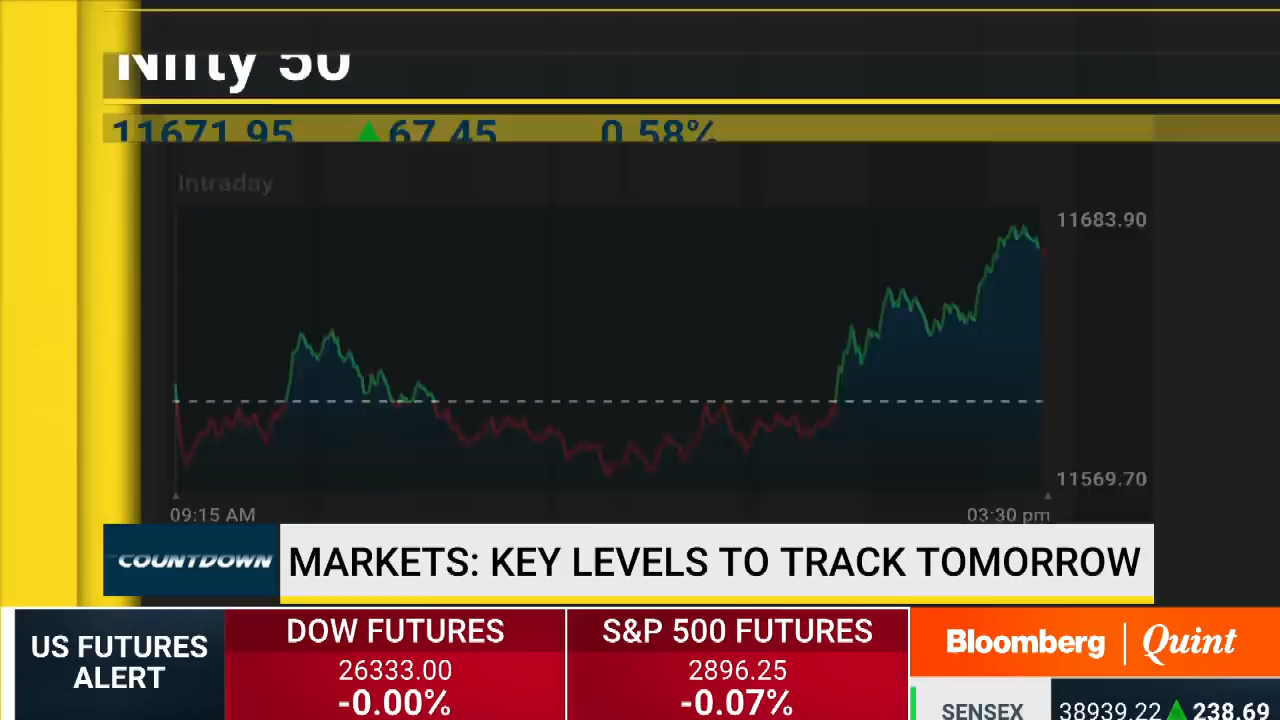 Nifty 50
11671.95 ▲ 67.45 0.58%
Intraday
11683.90
11569.70
09:15 AM
03:30 pm
COUNTDOWN
MARKETS: KEY LEVELS TO TRACK TOMORROW
US FUTURES
ALERT
DOW FUTURES
26333.00
-0.00%
S&P 500 FUTURES
2896.25
-0.07%
Bloomberg | Quint
SENSEX 38939.22 ▲ 238.69